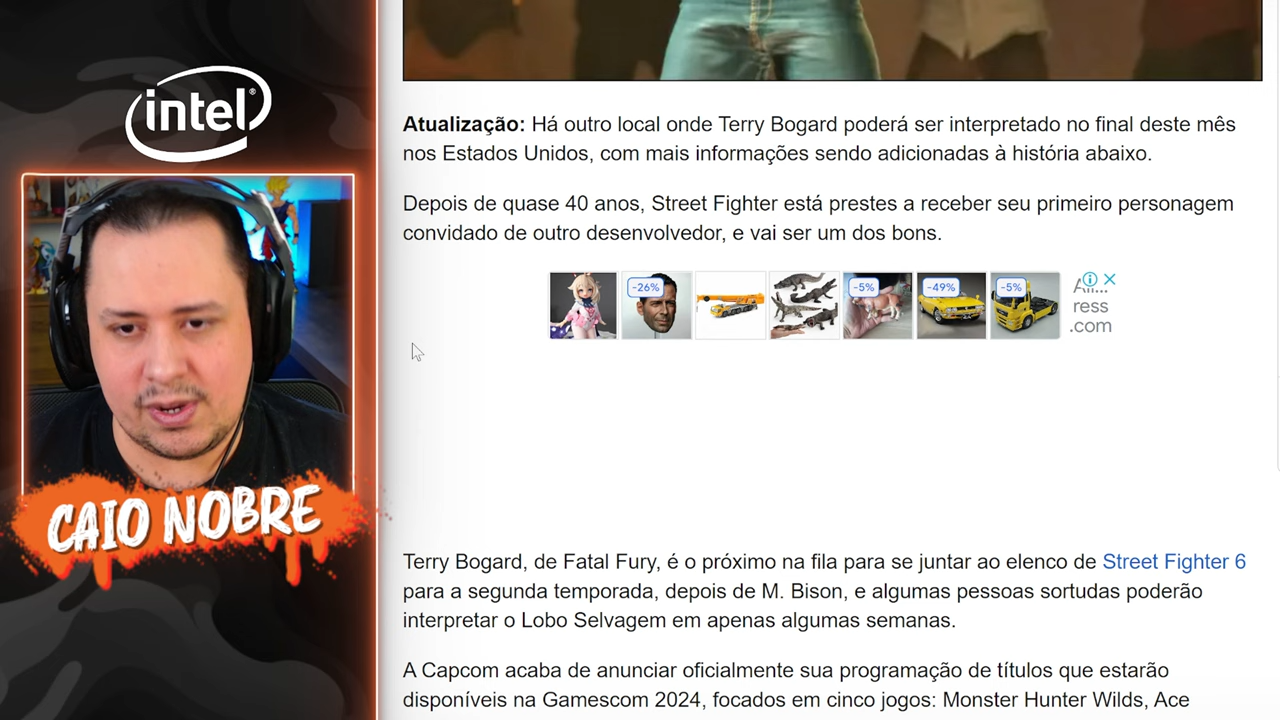 intel®
CAIO NOBRE
Atualização: Há outro local onde Terry Bogard poderá ser interpretado no final deste mês
nos Estados Unidos, com mais informações sendo adicionadas à história abaixo.
Depois de quase 40 anos, Street Fighter está prestes a receber seu primeiro personagem
convidado de outro desenvolvedor, e vai ser um dos bons.
-26%
-5%
-49%
-5%
ress
.com
Terry Bogard, de Fatal Fury, é o próximo na fila para se juntar ao elenco de Street Fighter 6
para a segunda temporada, depois de M. Bison, e algumas pessoas sortudas poderão
interpretar o Lobo Selvagem em apenas algumas semanas.
A Capcom acaba de anunciar oficialmente sua programação de títulos que estarão
disponíveis na Gamescom 2024, focados em cinco jogos: Monster Hunter Wilds, Ace